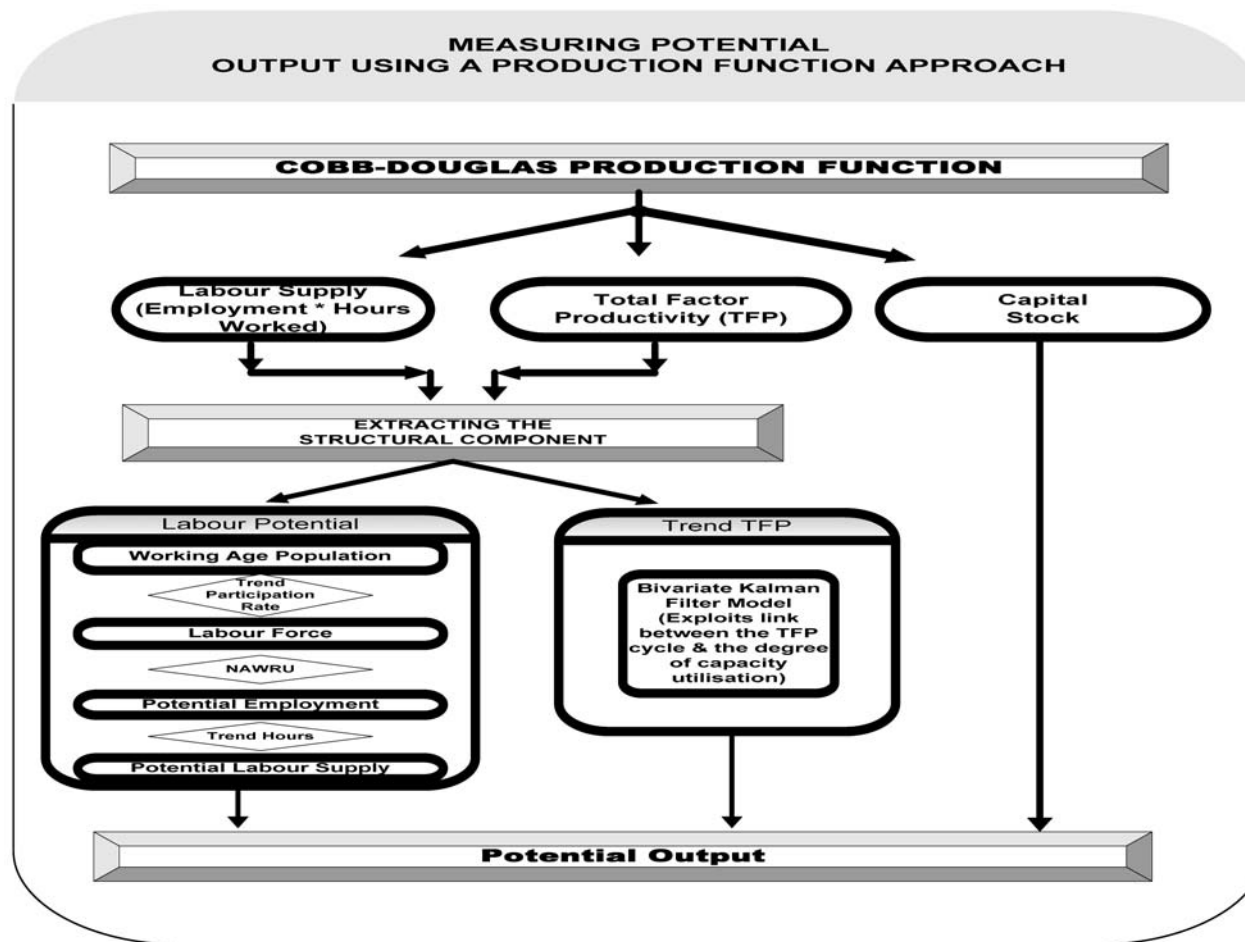 MEASURING POTENTIAL
OUTPUT USING A PRODUCTION FUNCTION APPROACH
COBB-DOUGLAS PRODUCTION FUNCTION
Labour Supply
(Employment * Hours
Worked)
Total Factor
Productivity (TFP)
Capital
Stock
EXTRACTING THE
STRUCTURAL COMPONENT
Labour Potential
Working Age Population
Trend
Participation
Rate
Labour Force
NAWRU
Potential Employment
Trend Hours
Potential Labour Supply
Trend TFP
Bivariate Kalman
Filter Model
(Exploits link
between the TFP
cycle & the degree
of capacity
utilisation)
Potential Output